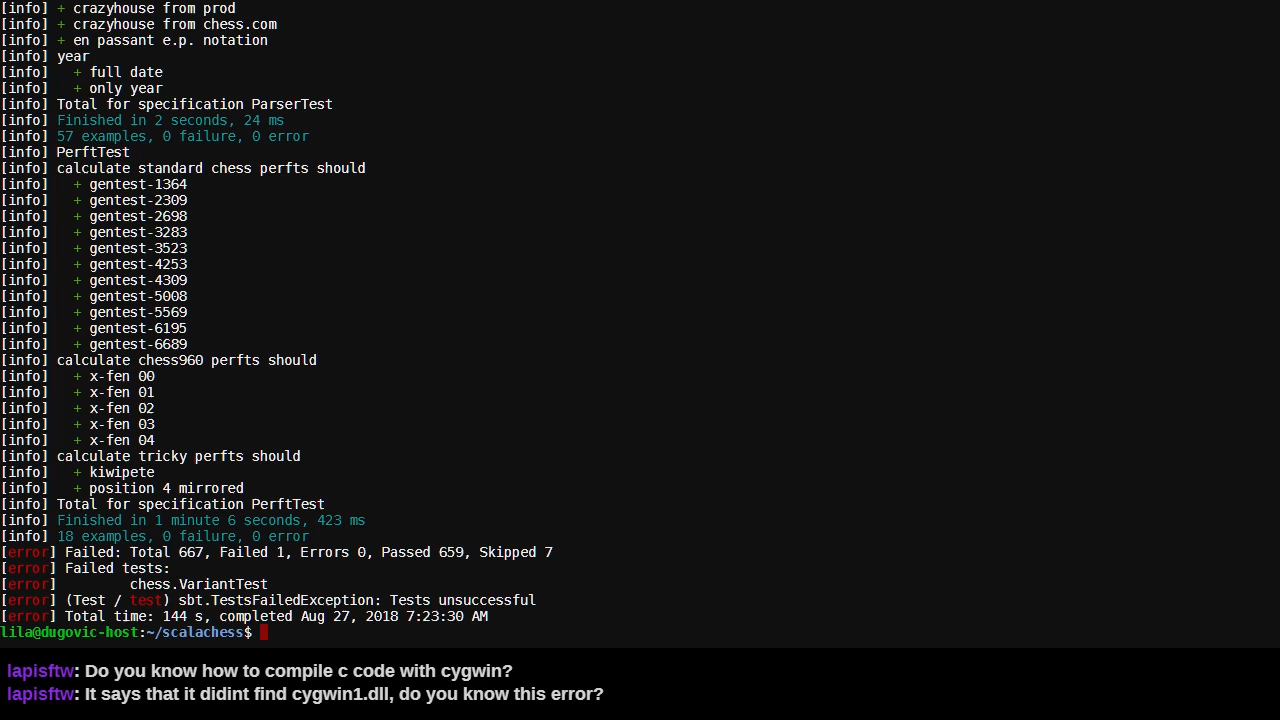 [info] + crazyhouse from prod
[info] + crazyhouse from chess.com
[info] + en passant e.p. notation
[info] year
[info]   + full date
[info]   + only year
[info] Total for specification ParserTest
[info] Finished in 2 seconds, 24 ms
[info] 57 examples, 0 failure, 0 error
[info] PerftTest
[info] calculate standard chess perfts should
[info]   + gentest-1364
[info]   + gentest-2309
[info]   + gentest-2698
[info]   + gentest-3283
[info]   + gentest-3523
[info]   + gentest-4253
[info]   + gentest-4309
[info]   + gentest-5008
[info]   + gentest-5569
[info]   + gentest-6195
[info]   + gentest-6689
[info] calculate chess960 perfts should
[info]   + x-fen 00
[info]   + x-fen 01
[info]   + x-fen 02
[info]   + x-fen 03
[info]   + x-fen 04
[info] calculate tricky perfts should
[info]   + kiwipete
[info]   + position 4 mirrored
[info] Total for specification PerftTest
[info] Finished in 1 minute 6 seconds, 423 ms
[info] 18 examples, 0 failure, 0 error
[error] Failed: Total 667, Failed 1, Errors 0, Passed 659, Skipped 7
[error] Failed tests:
[error]         chess.VariantTest
[error] (Test / test) sbt.TestsFailedException: Tests unsuccessful
[error] Total time: 144 s, completed Aug 27, 2018 7:23:30 AM
lila@dugovic-host:~/scalachess$
lapisftw: Do you know how to compile c code with cygwin?
lapisftw: It says that it didint find cygwin1.dll, do you know this error?